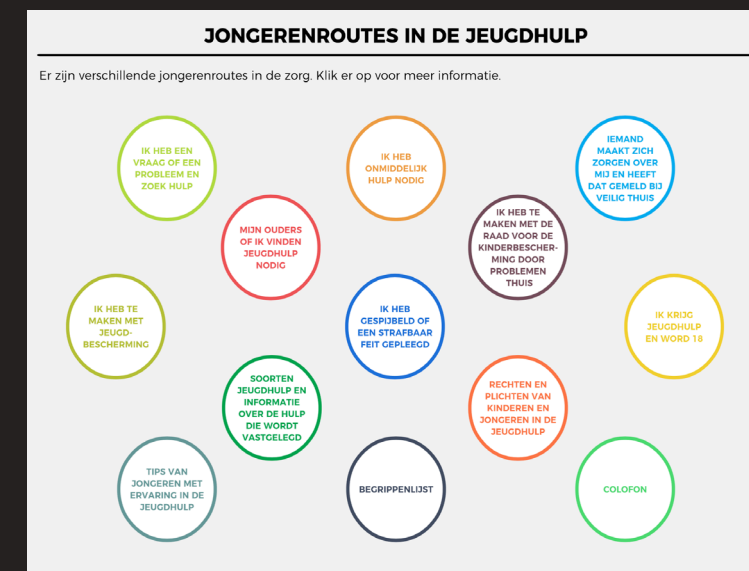 JONGERENROUTES IN DE JEUGDHULP
Er zijn verschillende jongerenroutes in de zorg. Klik er op voor meer informatie.
IK HEB EEN
VRAAG OF EEN
PROBLEEM EN
ZOEK HULP
IK HEB
ONMIDDELIJK
HULP NODIG
IEMAND
MAAKT ZICH
ZORGEN OVER
MIJ EN HEEFT
DAT GEMELD BIJ
VEILIG THUIS
MIJN OUDERS
OF IK VINDEN
JEUGDHULP
NODIG
IK HEB TE
MAKEN MET DE
RAAD VOOR DE
KINDERBESCHER-
MING DOOR
PROBLEMEN
THUIS
IK HEB TE
MAKEN MET
JEUGD-
BESCHERMING
IK HEB
GESPIJBELD OF
EEN STRAFBAAR
FEIT GEPLEEGD
IK KRIJG
JEUGDHULP
EN WORD 18
SOORTEN
JEUGDHULP EN
INFORMATIE
OVER DE HULP
DIE WORDT
VASTGELEGD
RECHTEN EN
PLICHTEN VAN
KINDEREN EN
JONGEREN IN DE
JEUGDHULP
TIPS VAN
JONGEREN MET
ERVARING IN DE
JEUGDHULP
BEGRIPPENLIJST
COLOFON